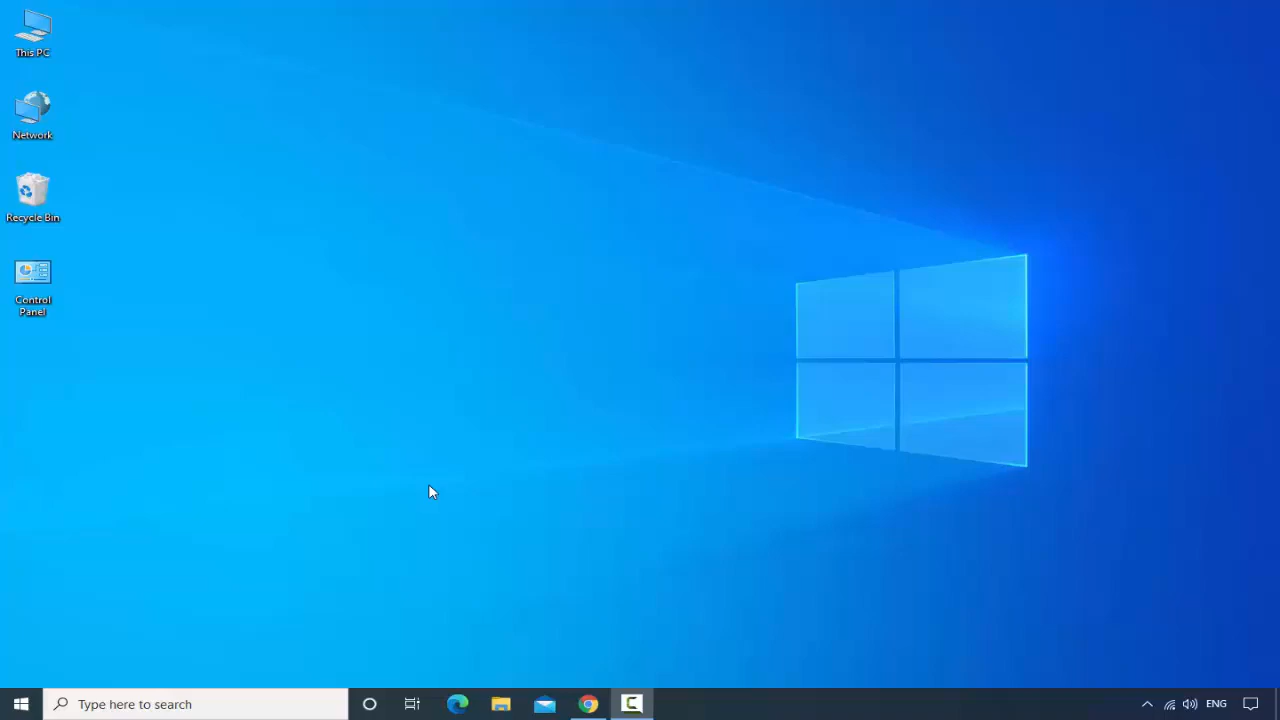 This PC
Network
Recycle Bin
Control
Panel
Type here to search
ENG